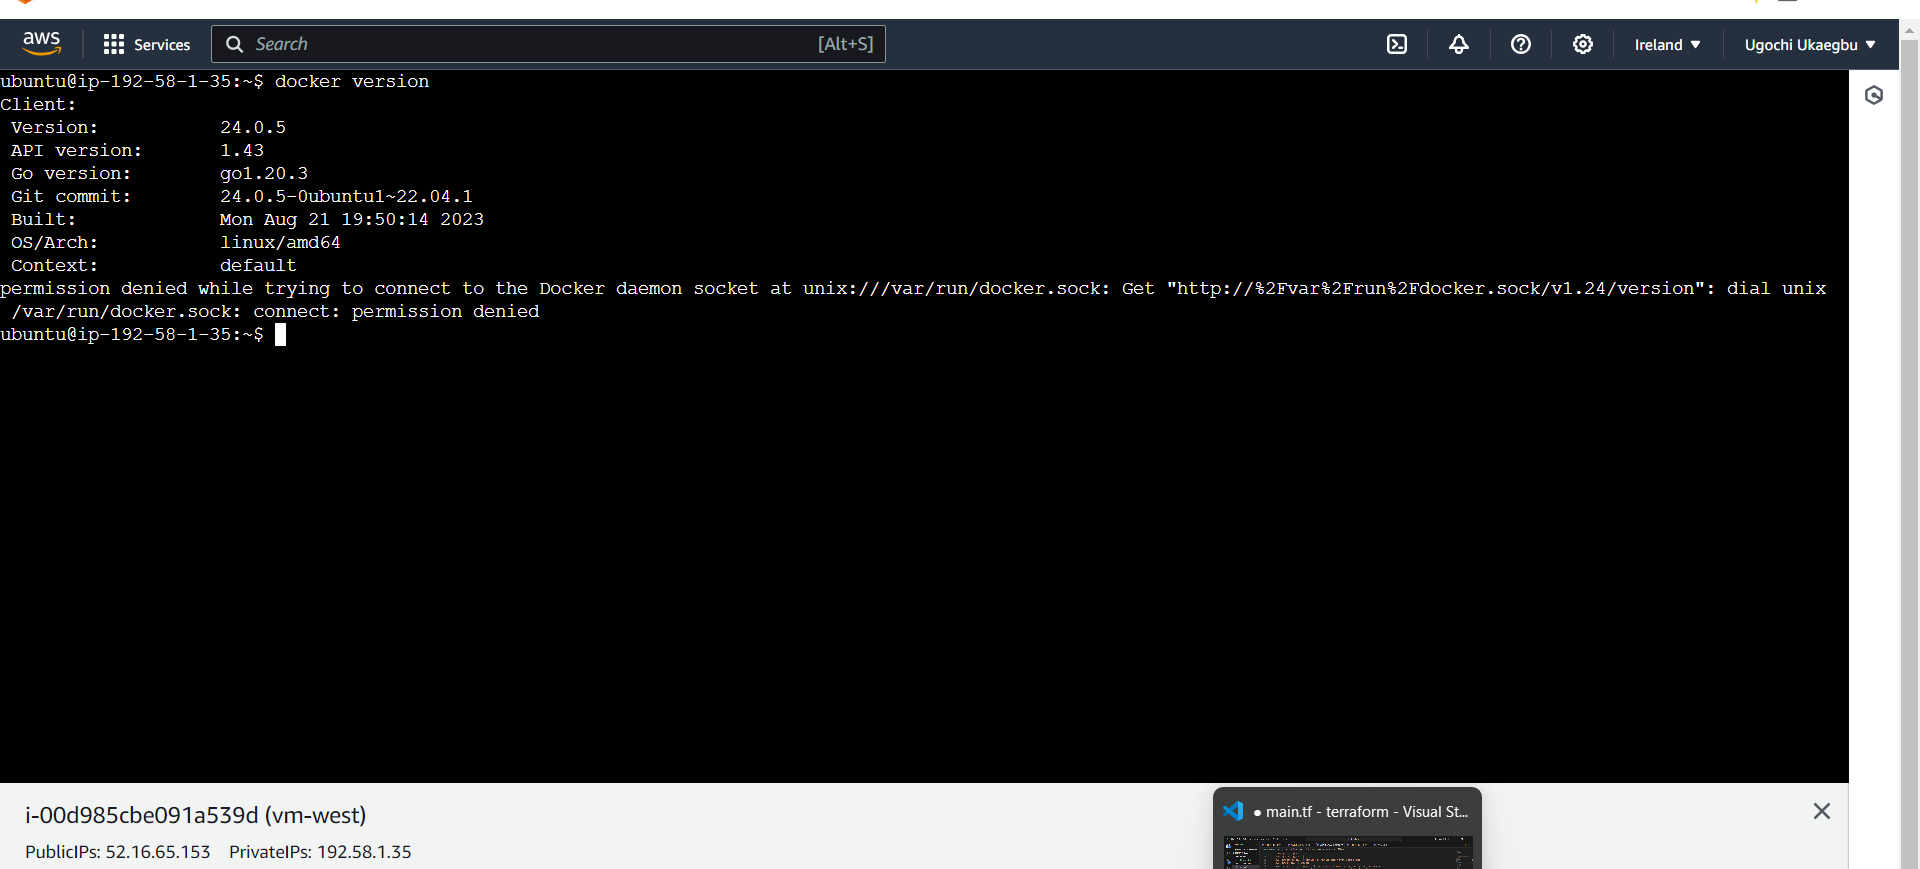 aws
Services
Search
[Alt+S]
Ireland
Ugochi Ukaegbu
ubuntu@ip-192-58-1-35:~$ docker version
Client:
Version: 24.0.5
API version: 1.43
Go version: go1.20.3
Git commit: 24.0.5-0ubuntu1~22.04.1
Built: Mon Aug 21 19:50:14 2023
OS/Arch: linux/amd64
Context: default
permission denied while trying to connect to the Docker daemon socket at unix:///var/run/docker.sock: Get "http://%2Fvar%2Frun%2Fdocker.sock/v1.24/version": dial unix
/var/run/docker.sock: connect: permission denied
ubuntu@ip-192-58-1-35:~$
i-00d985cbe091a539d (vm-west)
PublicIPs: 52.16.65.153 PrivateIPs: 192.58.1.35
● main.tf - terraform - Visual St...